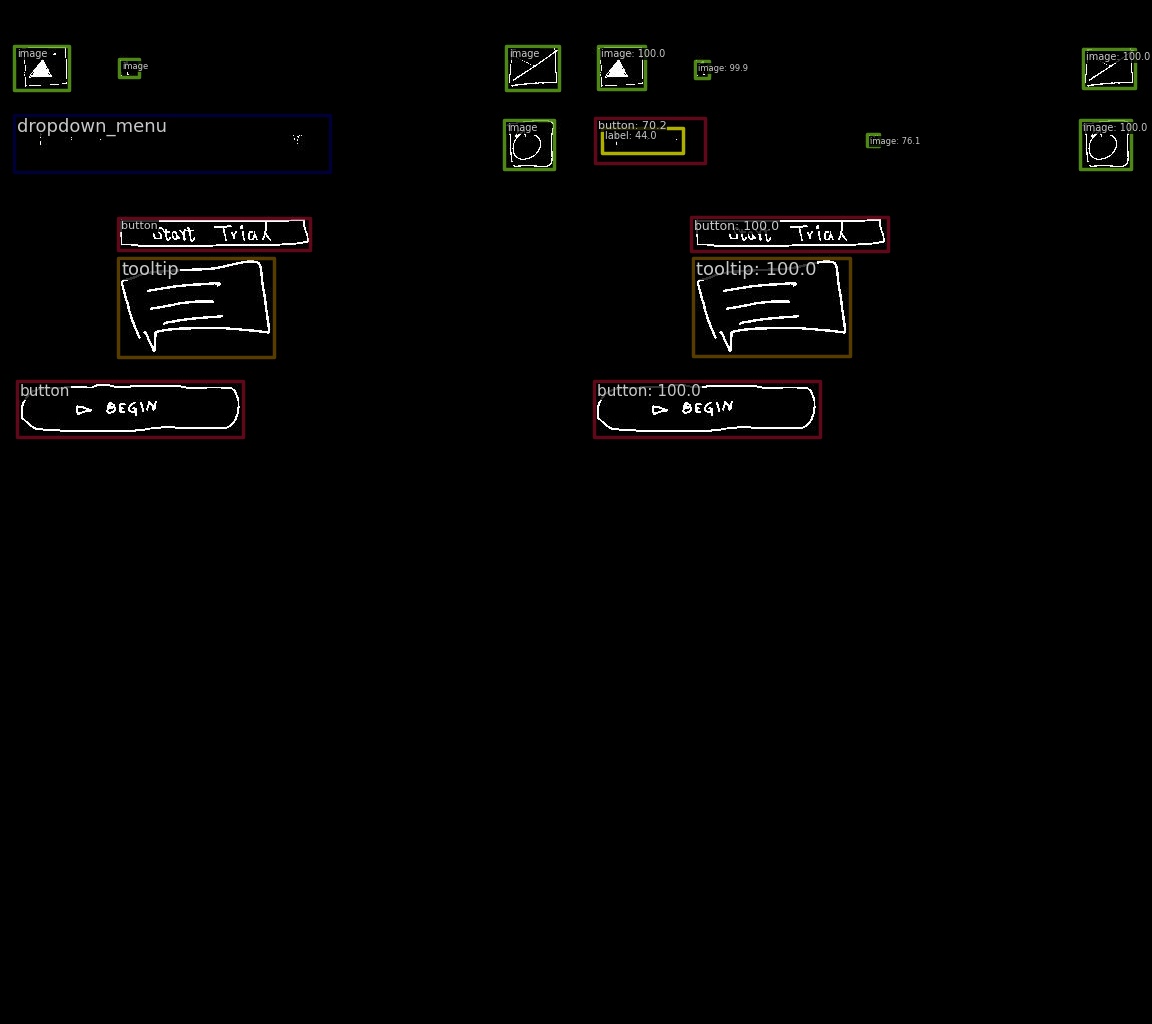 image image image: 100.0 image: 100.0
image image: 99.9
dropdown_menu image button: 70.2 image: 100.0
label: 44.0 image: 76.1
button Start Trial button: 100.0 Trial
tooltip tooltip: 100.0
button button: 100.0
BEGIN BEGIN